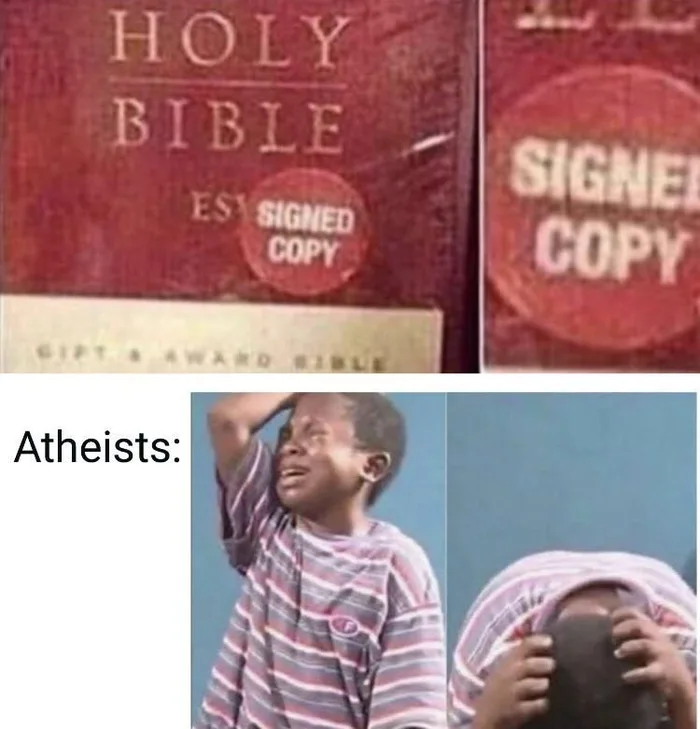 HOLY
BIBLE
ES
SIGNED
COPY
GIFT & AWARD BIBLE
SIGNE
COPY
Atheists: